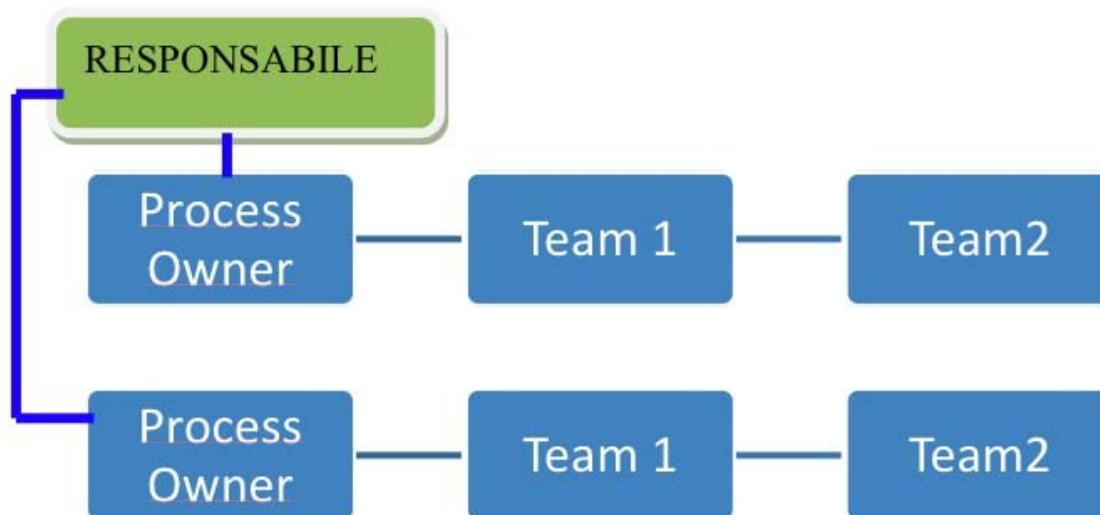 RESPONSABILE
Process
Owner
Team 1
Team2
Process
Owner
Team 1
Team2